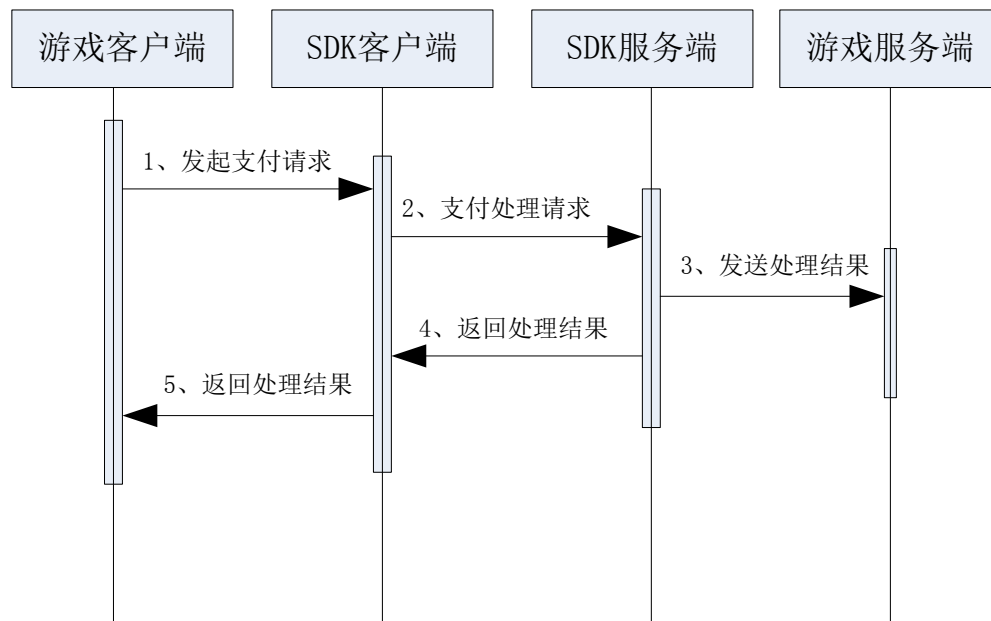 游戏客户端
SDK客户端
SDK服务端
游戏服务端
1、发起支付请求
2、支付处理请求
3、发送处理结果
4、返回处理结果
5、返回处理结果